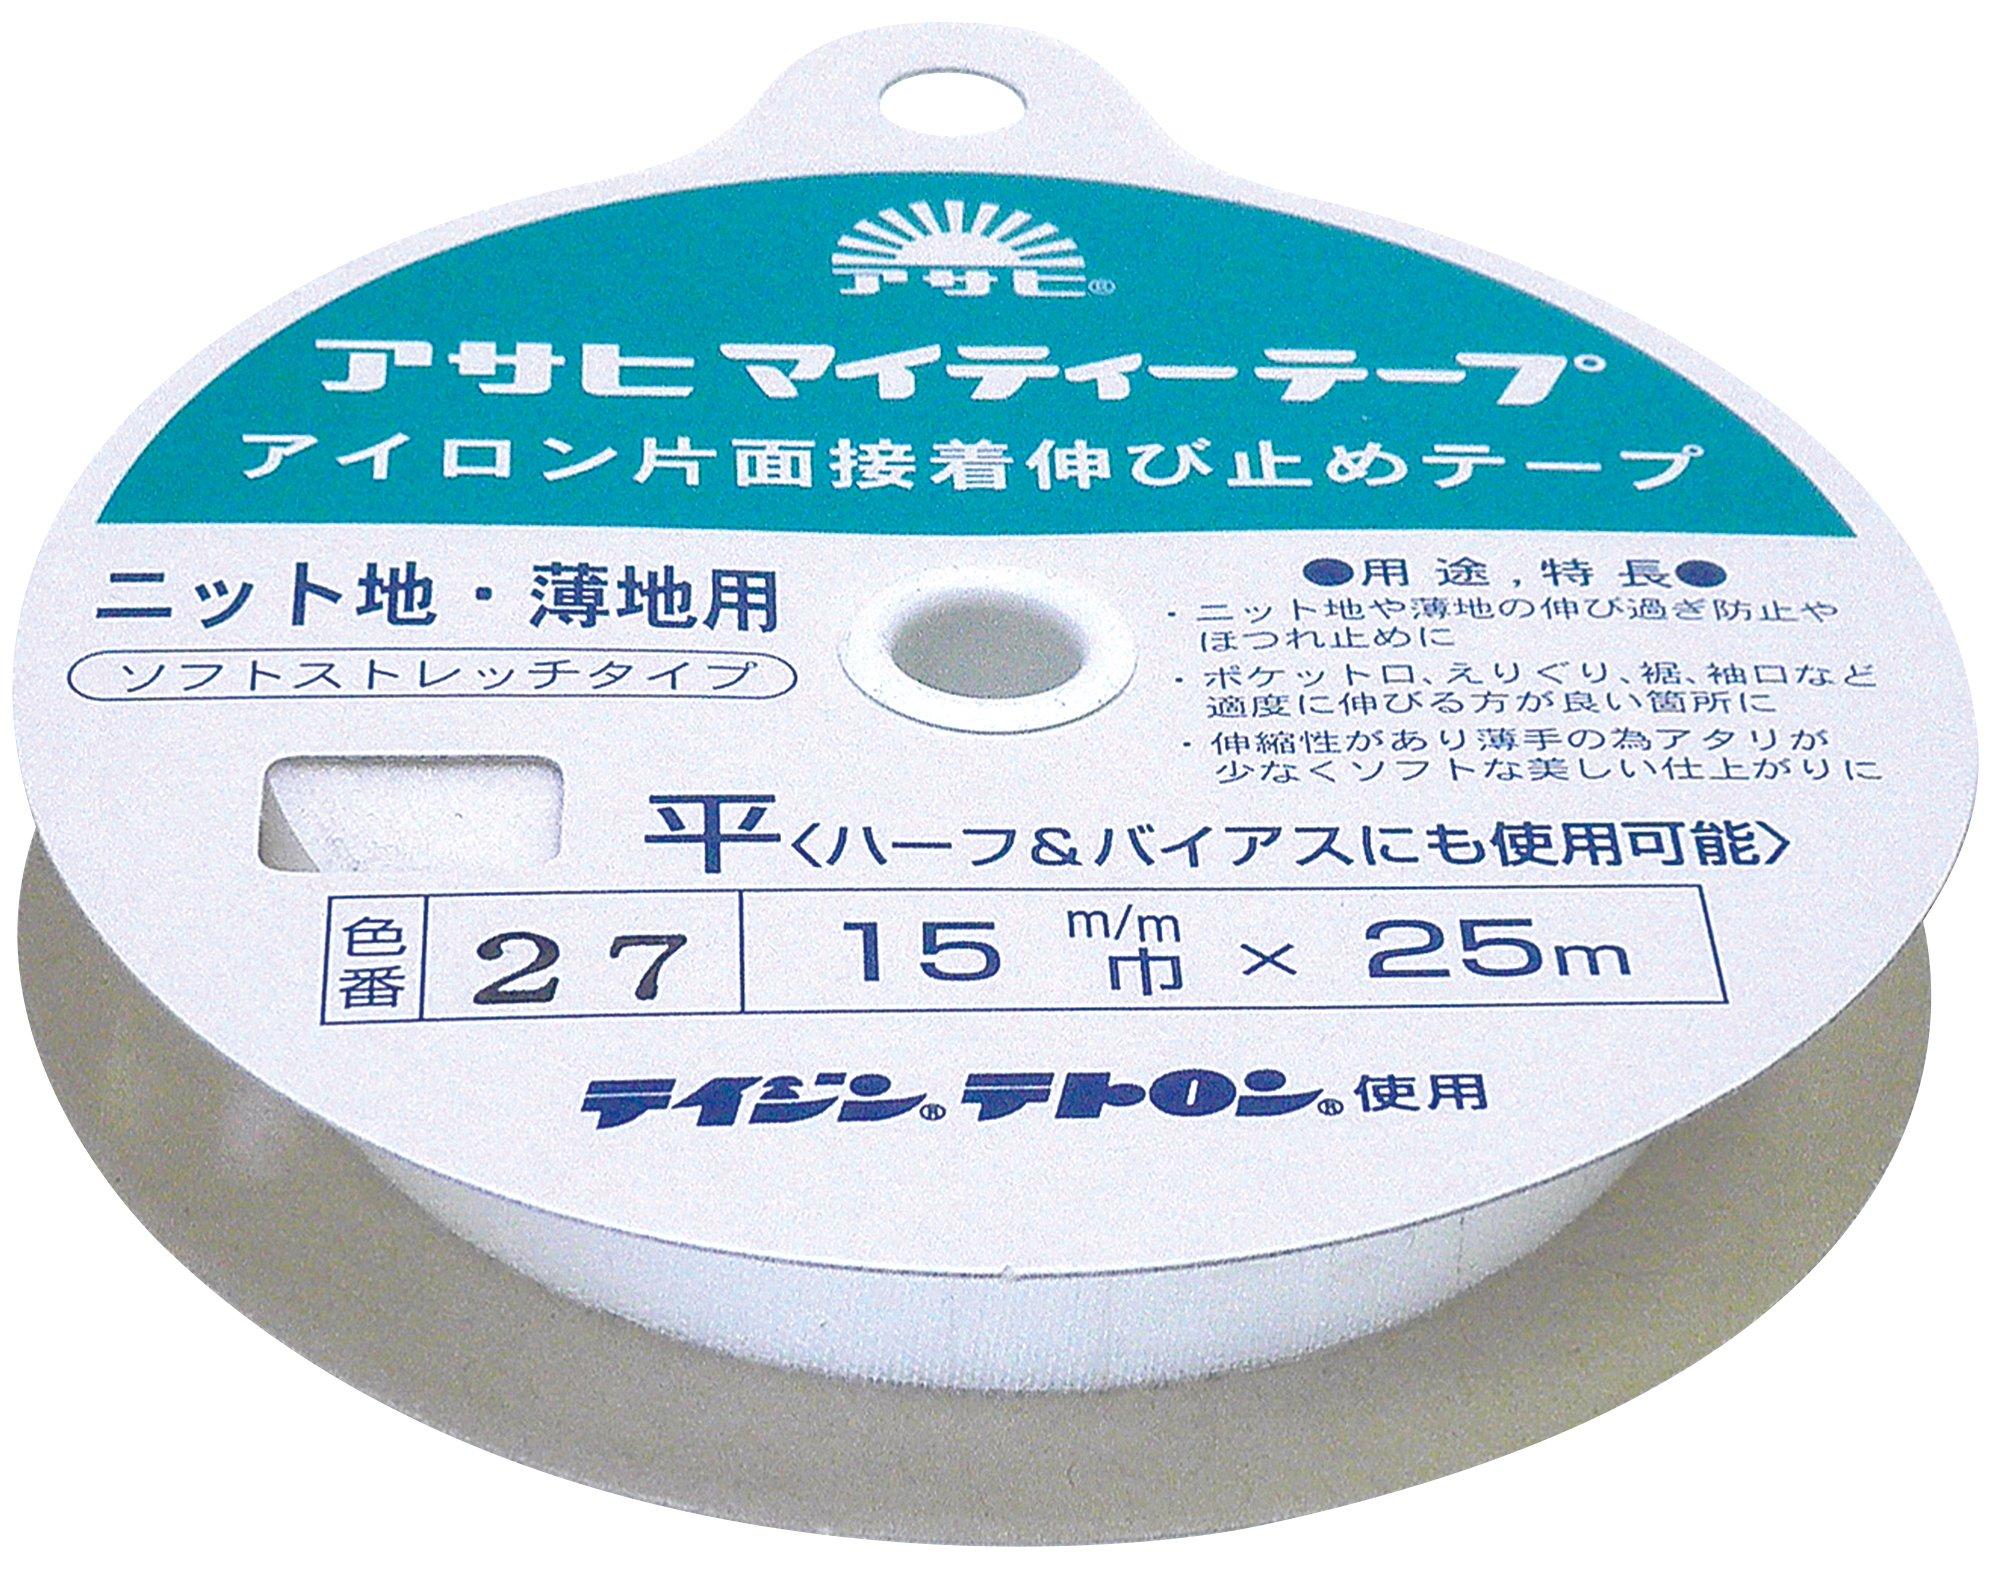 アサヒ®
アサヒマイティーテープ
アイロン片面接着伸び止めテープ
ニット地・薄地用
ソフトストレッチタイプ
●用途,特長●
・ニット地や薄地の伸び過ぎ防止や
ほつれ止めに
・ポケット口、えりぐり、裾、袖口など
適度に伸びる方が良い箇所に
・伸縮性があり薄手の為アタリが
少なくソフトな美しい仕上がりに
平〈ハーフ&バイアスにも使用可能〉
色番 27 15m/m巾×25m
テイジン®テトロン®使用